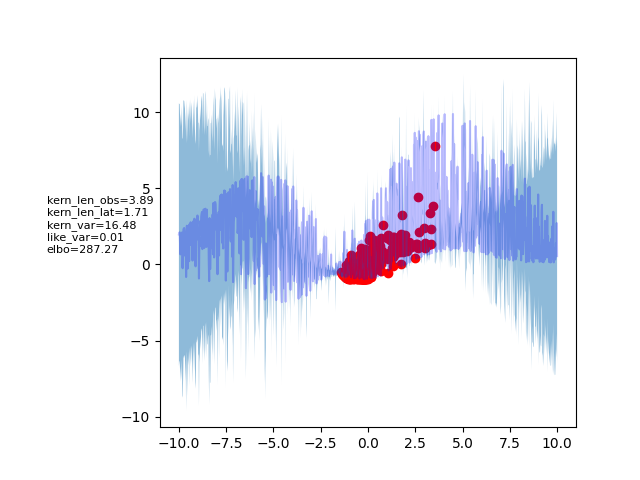 10
5
0
−5
−10
kern_len_obs=3.89
kern_len_lat=1.71
kern_var=16.48
like_var=0.01
elbo=287.27
−10.0 −7.5 −5.0 −2.5 0.0 2.5 5.0 7.5 10.0